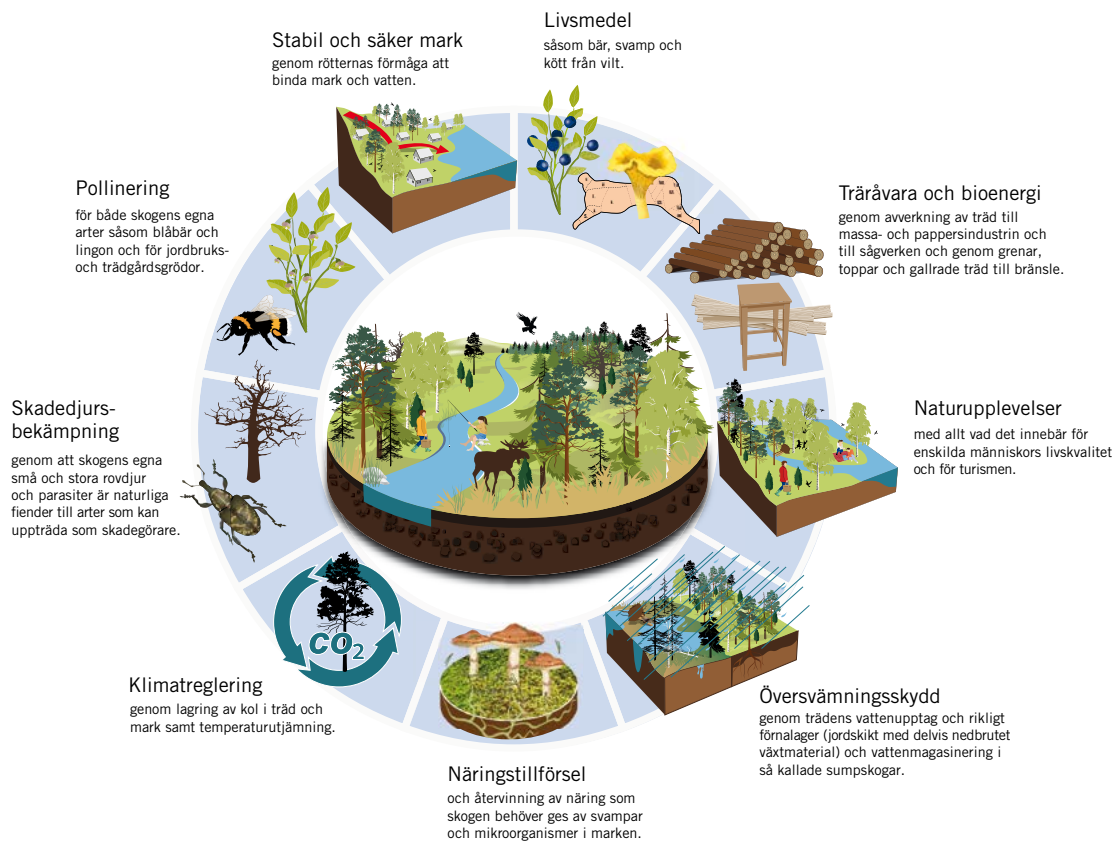 Livsmedel
såsom bär, svamp och
kött från vilt.
Träråvara och bioenergi
genom avverkning av träd till
massa- och pappersindustrin och
till sågverken och genom grenar,
toppar och gallrade träd till bränsle.
Naturupplevelser
med allt vad det innebär för
enskilda människors livskvalitet
och för turismen.
Översvämningsskydd
genom trädens vattenupptag och rikligt
förnalager (jordskikt med delvis nedbrutet
växtmaterial) och vattenmagasinering i
så kallade sumpskogar.
Näringstillförsel
och återvinning av näring som
skogen behöver ges av svampar
och mikroorganismer i marken.
Klimatreglering
genom lagring av kol i träd och
mark samt temperaturutjämning.
CO2
Skadedjurs-
bekämpning
genom att skogens egna
små och stora rovdjur
och parasiter är naturliga
fiender till arter som kan
uppträda som skadegörare.
Pollinering
för både skogens egna
arter såsom blåbär och
lingon och för jordbruks-
och trädgårdsgrödor.
Stabil och säker mark
genom rötternas förmåga att
binda mark och vatten.